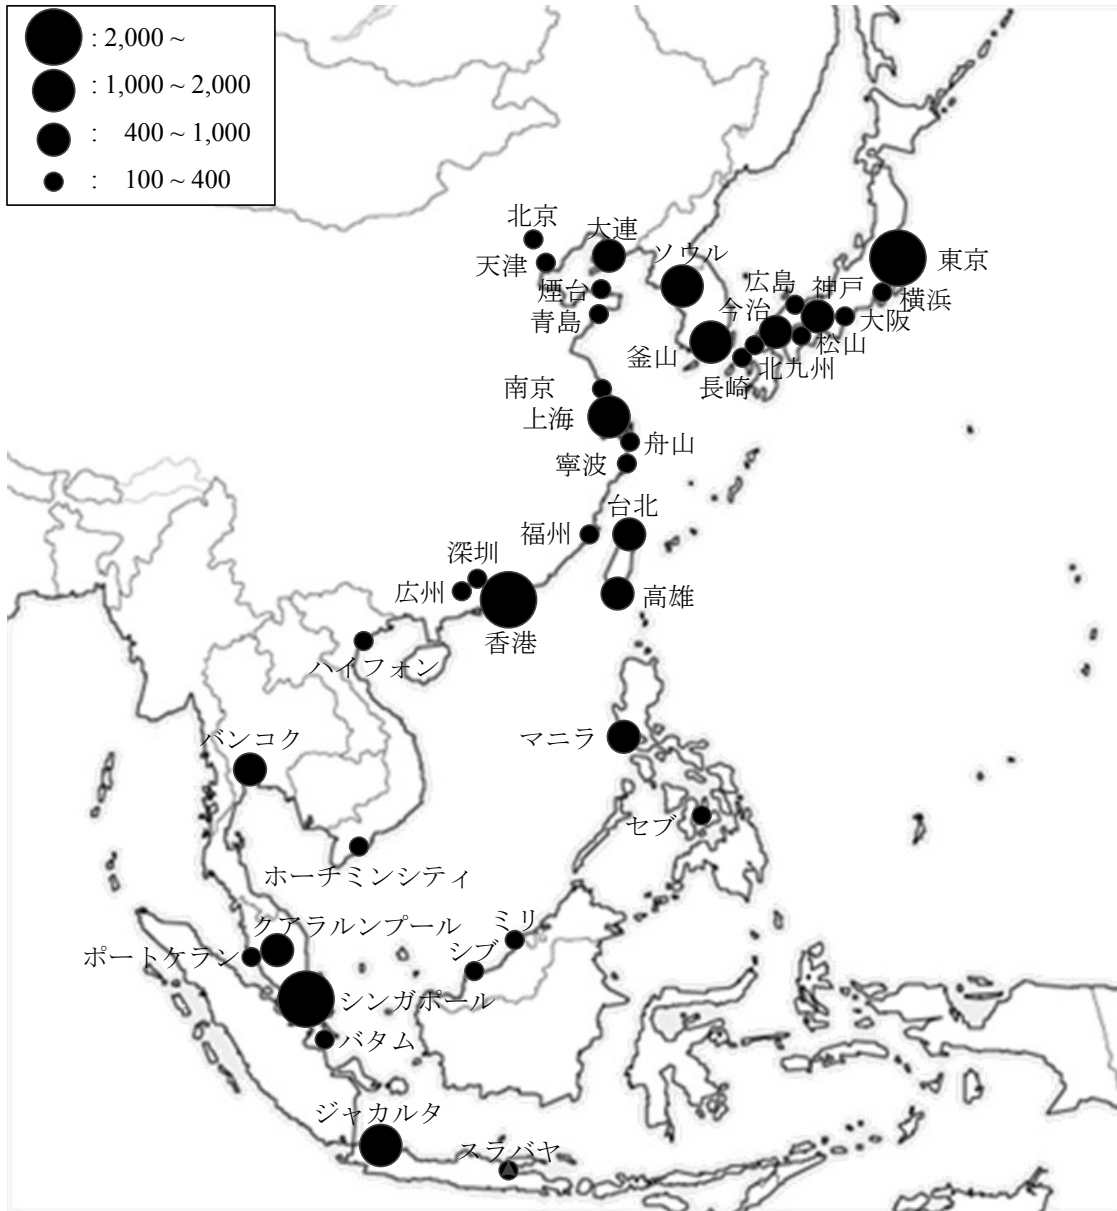 : 2,000 ~
: 1,000 ~ 2,000
: 400 ~ 1,000
: 100 ~ 400
北京
大連
ソウル
天津
東京
煙台
広島
神戸
横浜
青島
今治
大阪
釜山
松山
北九州
長崎
南京
上海
舟山
寧波
台北
福州
深圳
広州
高雄
香港
ハイフォン
マニラ
バンコク
セブ
ホーチミンシティ
クアラルンプール
ミリ
ポートケラン
シブ
シンガポール
バタム
ジャカルタ
スラバヤ